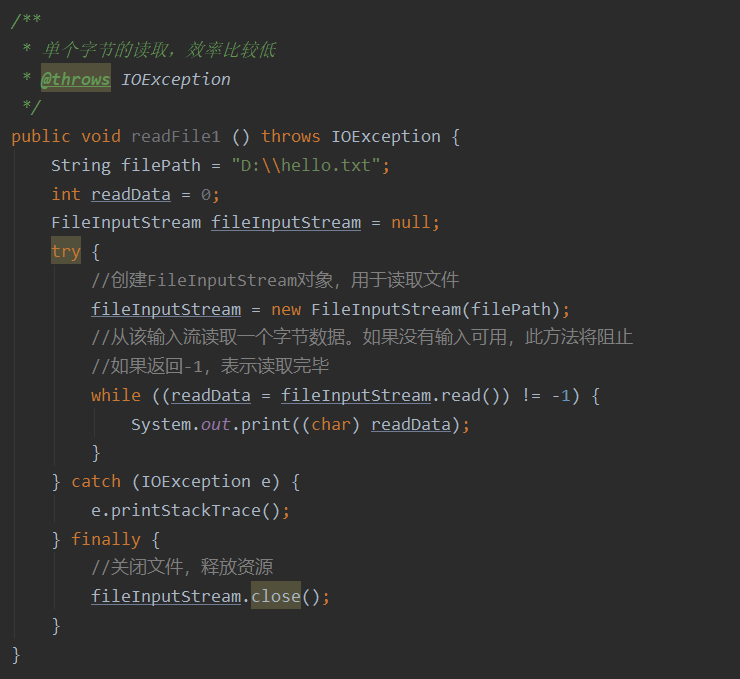 /**
 * 单个字节的读取，效率比较低
 * @throws IOException
 */
public void readFile1 () throws IOException {
    String filePath = "D:\\hello.txt";
    int readData = 0;
    FileInputStream fileInputStream = null;
    try {
        //创建FileInputStream对象，用于读取文件
        fileInputStream = new FileInputStream(filePath);
        //从该输入流读取一个字节数据。如果没有输入可用，此方法将阻止
        //如果返回-1，表示读取完毕
        while ((readData = fileInputStream.read()) != -1) {
            System.out.print((char) readData);
        }
    } catch (IOException e) {
        e.printStackTrace();
    } finally {
        //关闭文件，释放资源
        fileInputStream.close();
    }
}